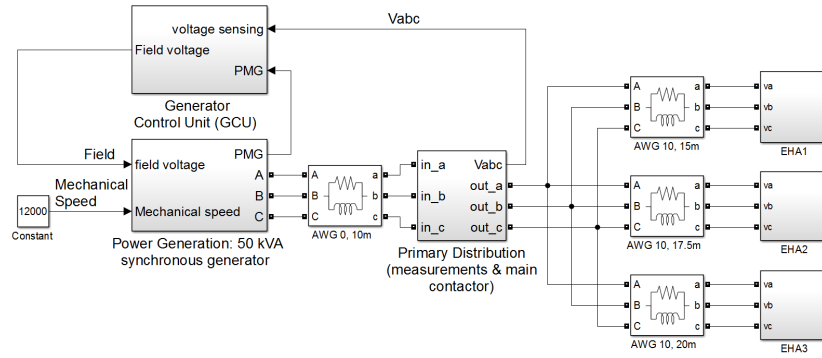 Vabc
voltage sensing
Field voltage
PMG
Generator
Control Unit (GCU)
Field
field voltage
PMG
A
B
C
Mechanical
Speed
Mechanical speed
12000
Constant
Power Generation: 50 kVA
synchronous generator
A a
B b
C c
AWG 0, 10m
in_a
in_b
in_c
Vabc
out_a
out_b
out_c
Primary Distribution
(measurements & main
contactor)
A a
B b
C c
AWG 10, 15m
va
vb
vc
EHA1
A a
B b
C c
AWG 10, 17.5m
va
vb
vc
EHA2
A a
B b
C c
AWG 10, 20m
va
vb
vc
EHA3